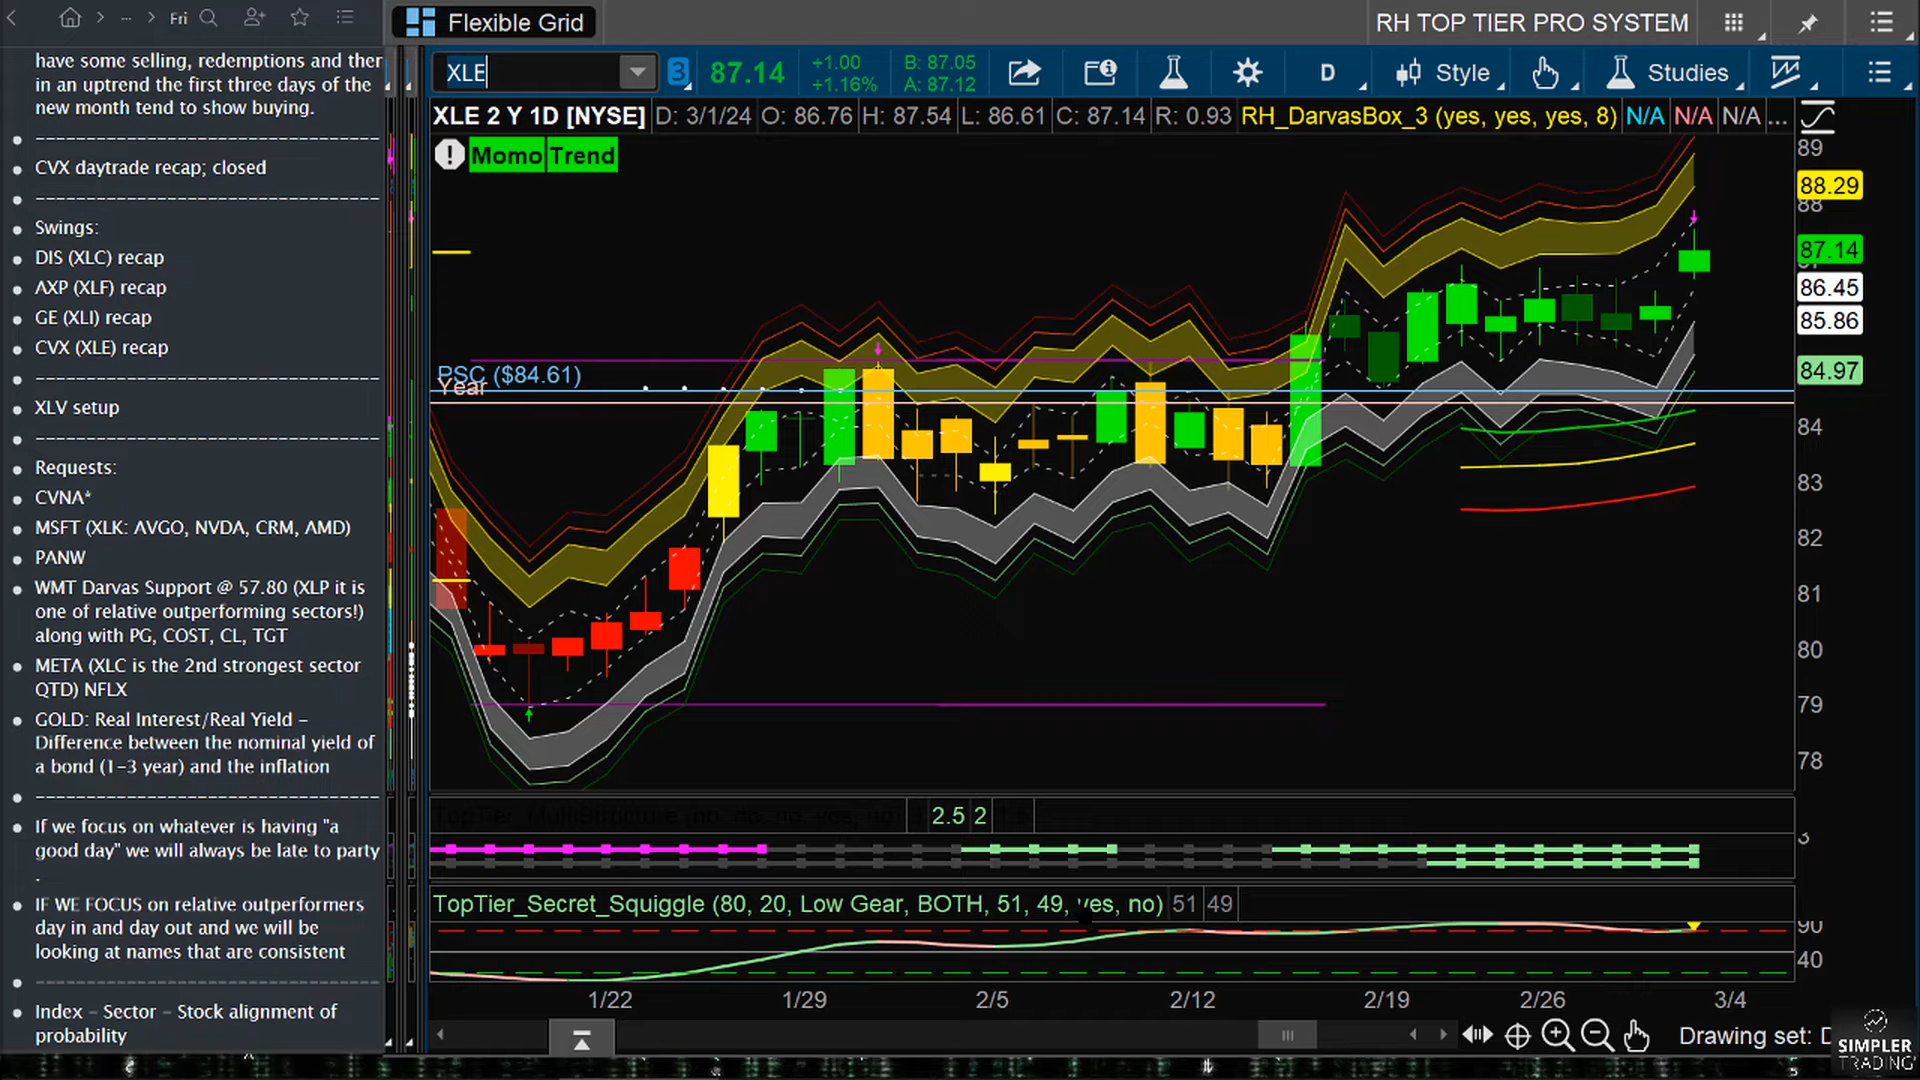 Fri
Flexible Grid
RH TOP TIER PRO SYSTEM
have some selling, redemptions and then
in an uptrend the first three days of the
new month tend to show buying.
CVX daytrade recap; closed
Swings:
DIS (XLC) recap
AXP (XLF) recap
GE (XLI) recap
CVX (XLE) recap
XLV setup
Requests:
CVNA*
MSFT (XLK: AVGO, NVDA, CRM, AMD)
PANW
WMT Darvas Support @ 57.80 (XLP it is
one of relative outperforming sectors!)
along with PG, COST, CL, TGT
META (XLC is the 2nd strongest sector
QTD) NFLX
GOLD: Real Interest/Real Yield –
Difference between the nominal yield of
a bond (1-3 year) and the inflation
If we focus on whatever is having "a
good day" we will always be late to party
.
IF WE FOCUS on relative outperformers
day in and day out and we will be
looking at names that are consistent
Index – Sector – Stock alignment of
probability
XLE
3
87.14
+1.00
+1.16%
B: 87.05
A: 87.12
D
Style
Studies
XLE 2 Y 1D [NYSE]
D: 3/1/24
O: 86.76
H: 87.54
L: 86.61
C: 87.14
R: 0.93
RH_DarvasBox_3 (yes, yes, yes, 8)
N/A
N/A
N/A
...
Momo
Trend
PSC ($84.61)
Year
89
88.29
88
87.14
86.45
85.86
84.97
84
83
82
81
80
79
78
TopTier_MultiStructure (no, no, no, yes, no)
2.5
2
1.5
3
TopTier_Secret_Squiggle (80, 20, Low Gear, BOTH, 51, 49, yes, no)
51
49
90
40
1/22
1/29
2/5
2/12
2/19
2/26
3/4
Drawing set: D
SIMPLER
TRADING